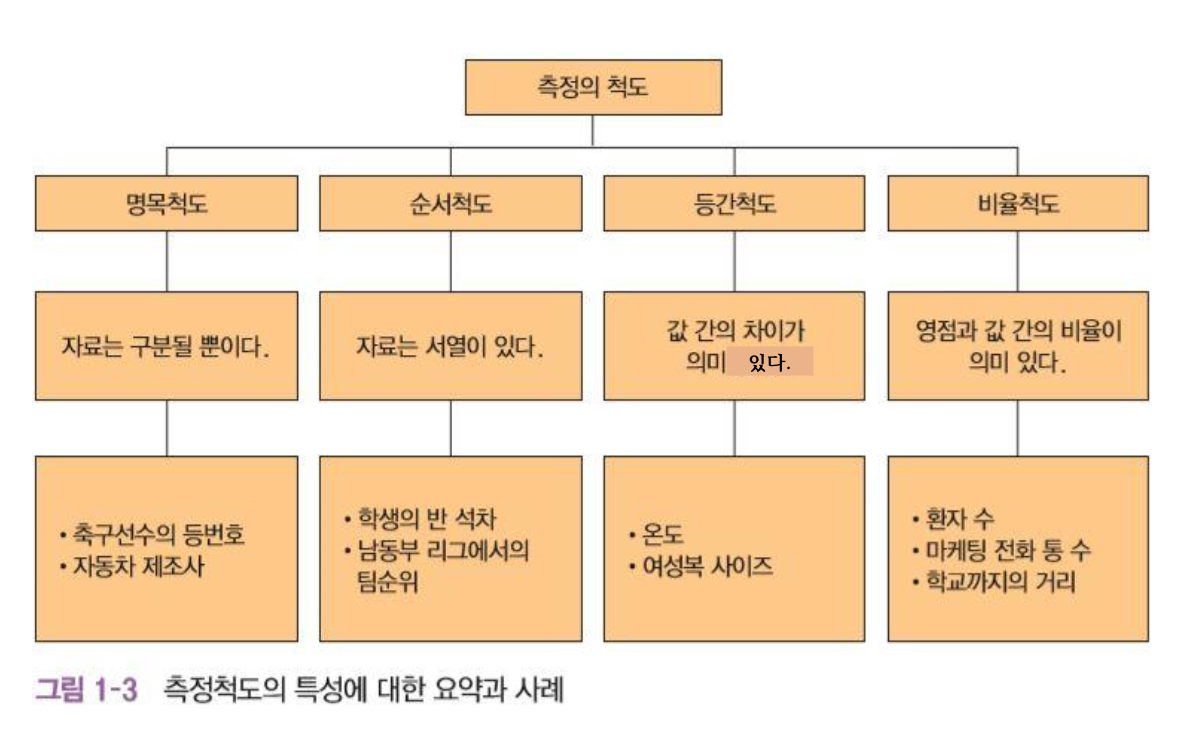 측정의 척도
명목척도
순서척도
등간척도
비율척도
자료는 구분될 뿐이다.
자료는 서열이 있다.
값 간의 차이가
의미 있다.
영점과 값 간의 비율이
의미 있다.
• 축구선수의 등번호
• 자동차 제조사
• 학생의 반 석차
• 남동부 리그에서의
팀순위
• 온도
• 여성복 사이즈
• 환자 수
• 마케팅 전화 통 수
• 학교까지의 거리
그림 1-3 측정척도의 특성에 대한 요약과 사례